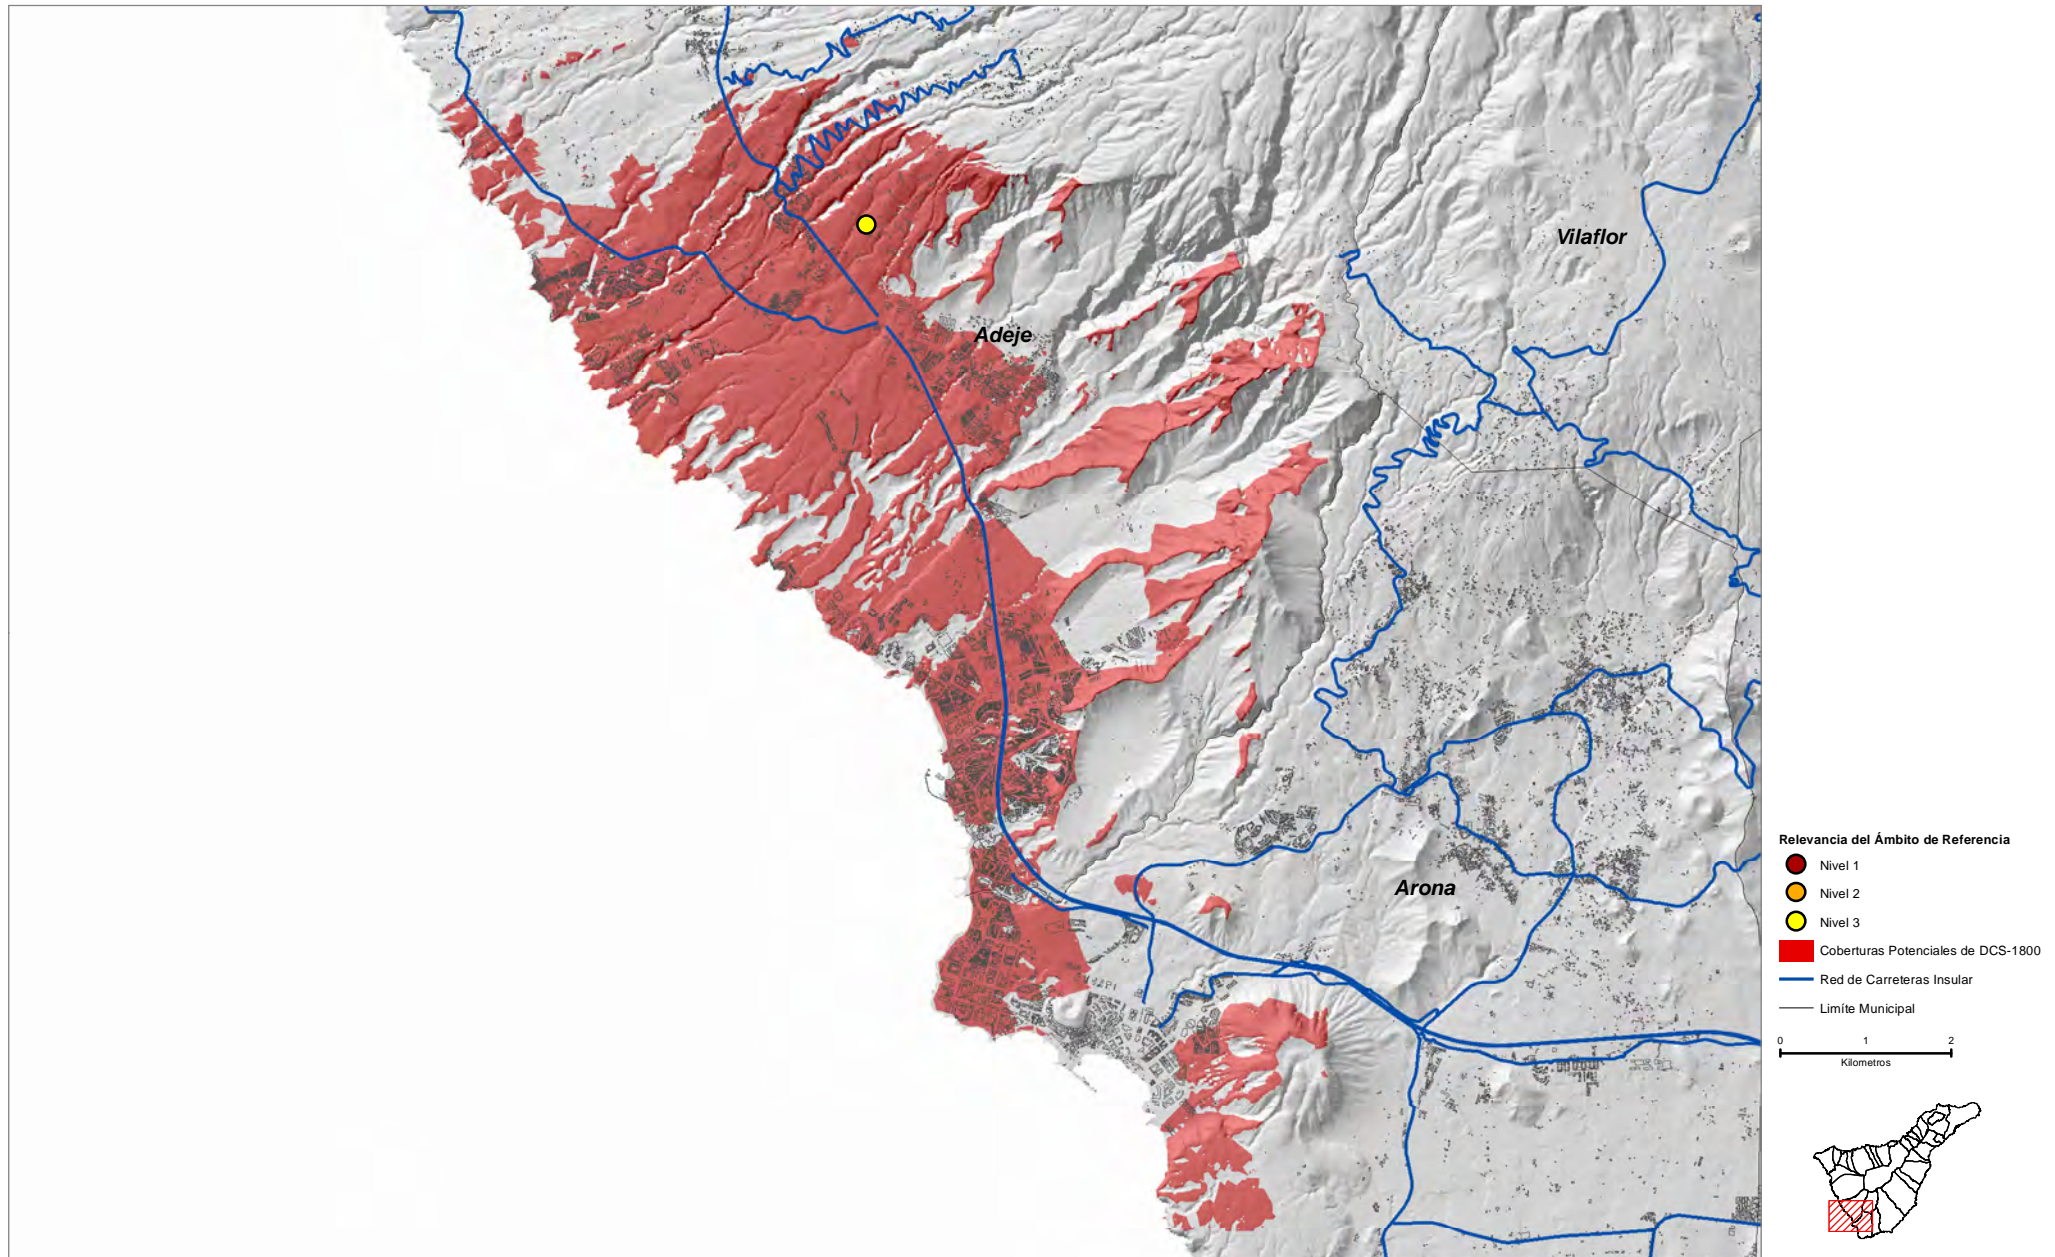 Vilaflor
Adeje
Arona
Relevancia del Ámbito de Referencia
Nivel 1
Nivel 2
Nivel 3
Coberturas Potenciales de DCS-1800
Red de Carreteras Insular
Limíte Municipal
0 1 2
Kilometros